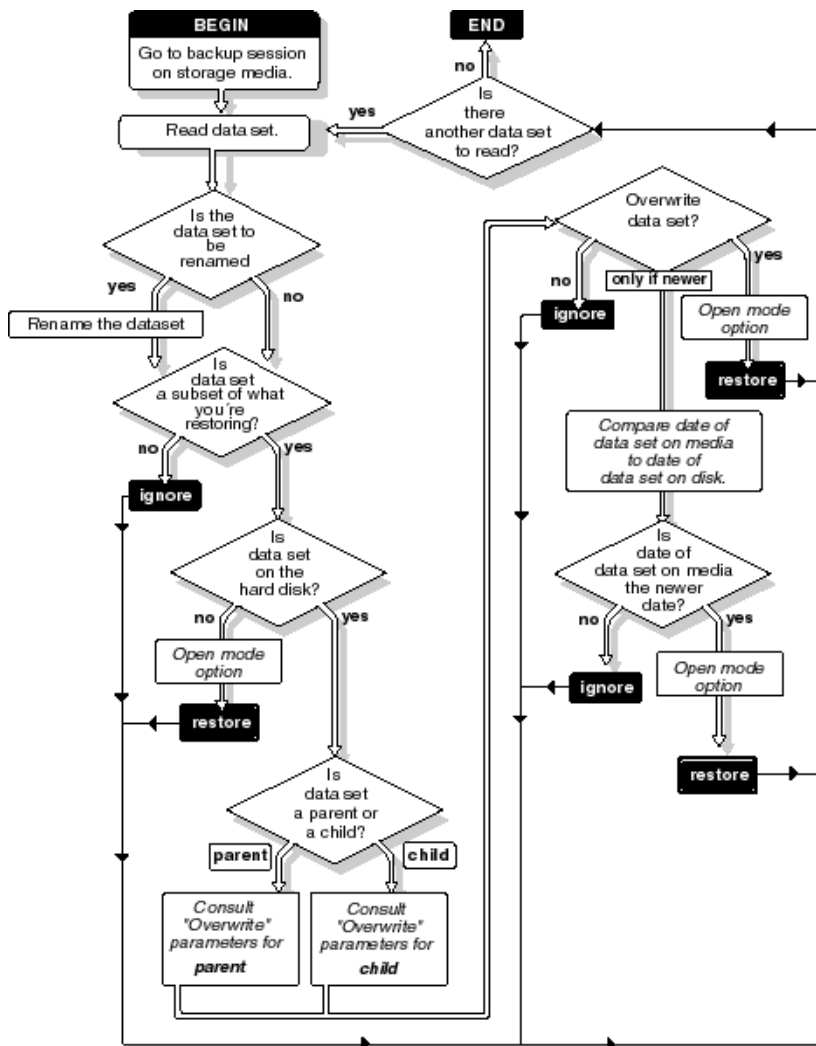 BEGIN
Go to backup session
on storage media.
END
no
Is
there
another data set
to read?
yes
Read data set.
Is the
data set to
be
renamed
yes
no
Rename the dataset
Is
data set
a subset of what
you´re
restoring?
no
yes
ignore
Is
data set
on the
hard disk?
no
yes
Open mode
option
restore
Is
data set
a parent or
a child?
parent
child
Consult
"Overwrite"
parameters for
parent
Consult
"Overwrite"
parameters for
child
Overwrite
data set?
no
only if newer
yes
ignore
Open mode
option
restore
Compare date of
data set on media
to date of
data set on disk.
Is
date of
data set on media
the newer
date?
no
yes
ignore
Open mode
option
restore